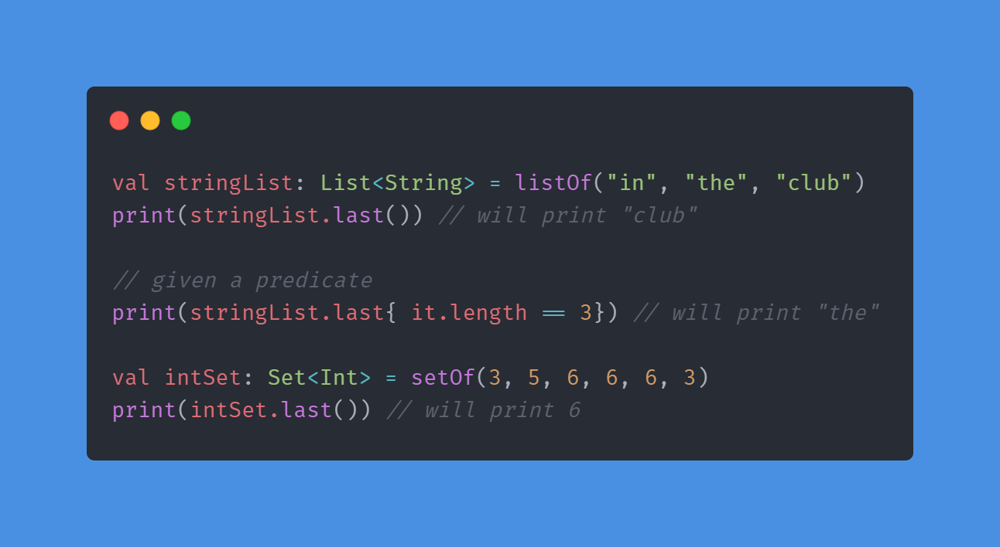 val stringList: List<String> = listOf("in", "the", "club")
print(stringList.last()) // will print "club"
// given a predicate
print(stringList.last{ it.length == 3}) // will print "the"
val intSet: Set<Int> = setOf(3, 5, 6, 6, 6, 3)
print(intSet.last()) // will print 6